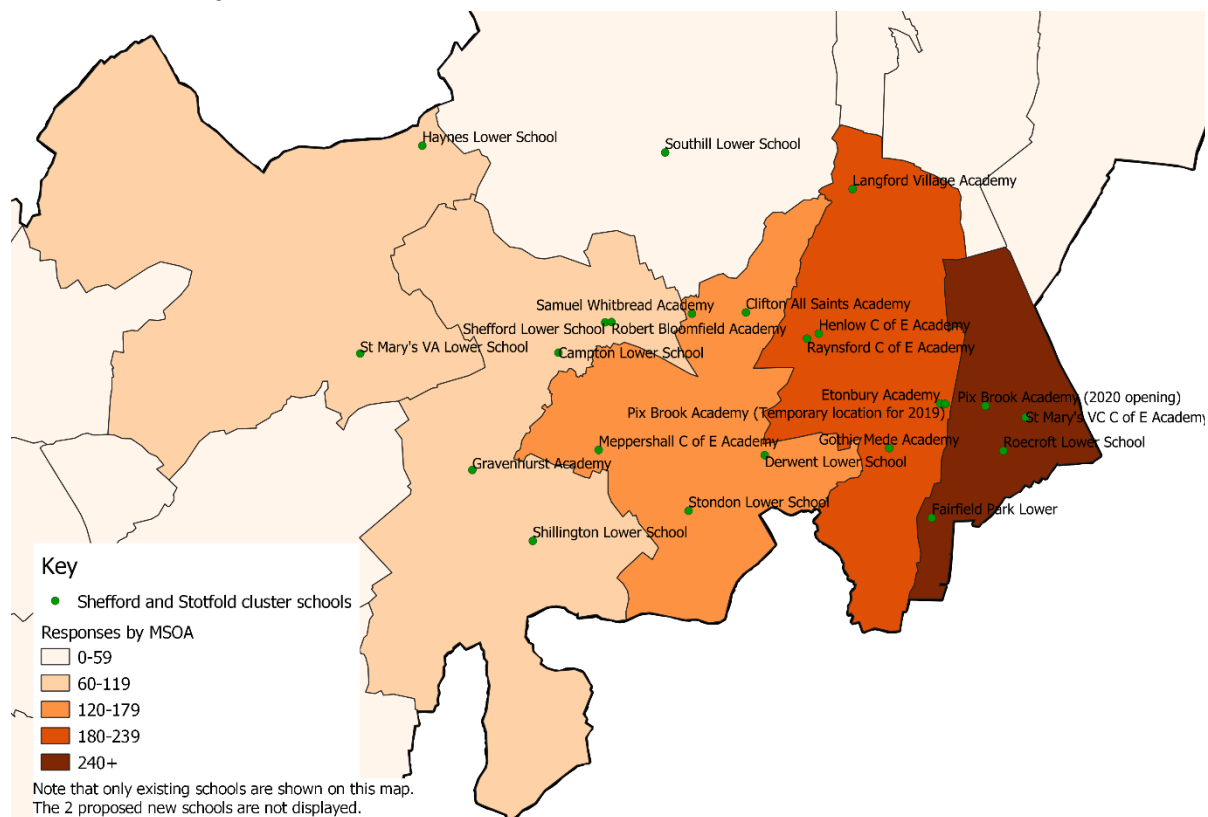 Haynes Lower School
Southill Lower School
Langford Village Academy
Samuel Whitbread Academy
Clifton All Saints Academy
Shefford Lower School
Robert Bloomfield Academy
Henlow C of E Academy
St Mary's VA Lower School
Campton Lower School
Raynsford C of E Academy
Etonbury Academy
Pix Brook Academy (2020 opening)
Pix Brook Academy (Temporary location for 2019)
St Mary's VC C of E Academy
Meppershall C of E Academy
Gothic Mede Academy
Roecroft Lower School
Gravenhurst Academy
Derwent Lower School
Stondon Lower School
Fairfield Park Lower
Shillington Lower School
Key
Shefford and Stotfold cluster schools
Responses by MSOA
0-59
60-119
120-179
180-239
240+
Note that only existing schools are shown on this map.
The 2 proposed new schools are not displayed.